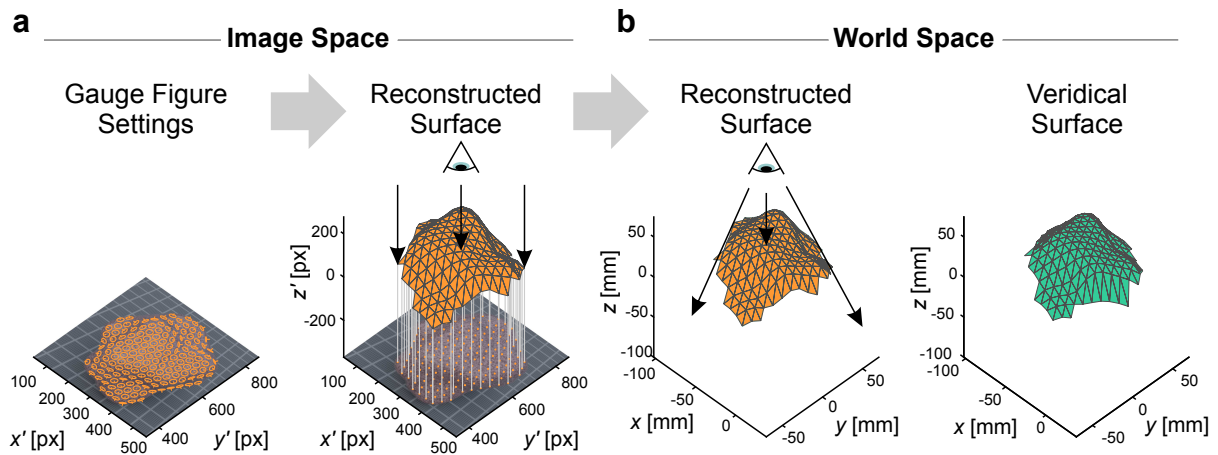 a
Image Space
b
World Space
Gauge Figure
Settings
Reconstructed
Surface
Reconstructed
Surface
Veridical
Surface
100
200
300
400
500
x' [px]
400
600
800
y' [px]
200
0
-200
z' [px]
100
200
300
400
500
x' [px]
400
600
800
y' [px]
50
0
-50
-100
z [mm]
-100
-50
0
x [mm]
-50
0
50
y [mm]
50
0
-50
-100
z [mm]
-100
-50
0
x [mm]
-50
0
50
y [mm]